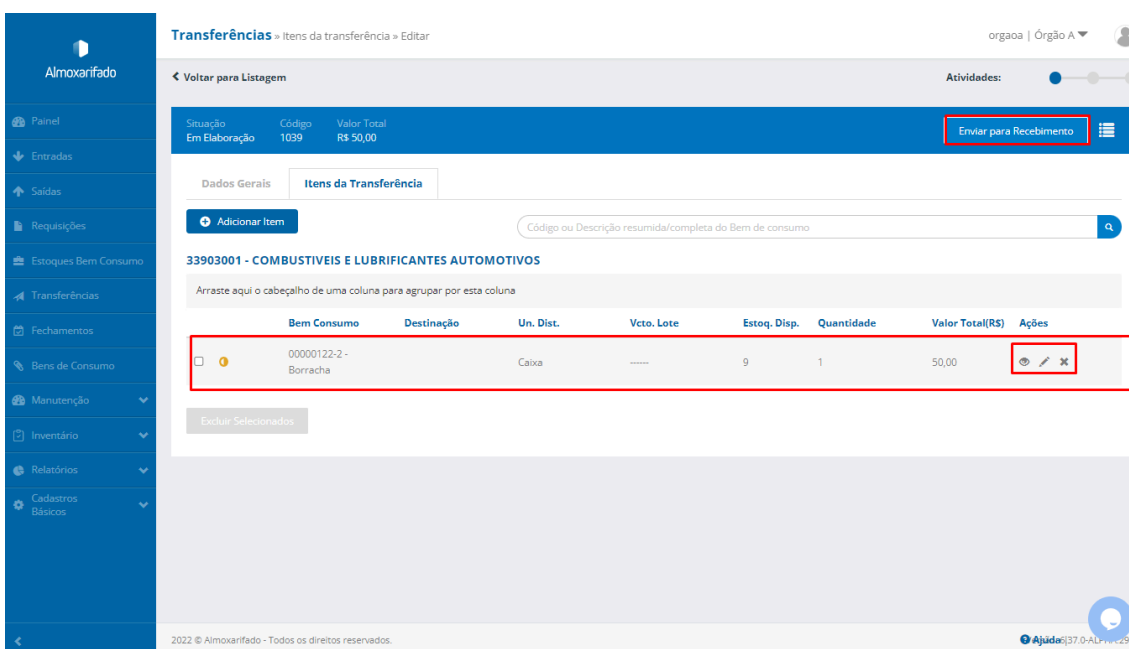 Almoxarifado
Painel
Entradas
Saídas
Requisições
Estoques Bem Consumo
Transferências
Fechamentos
Bens de Consumo
Manutenção
Inventário
Relatórios
Cadastros
Básicos
Transferências » Itens da transferência » Editar
orgaoa | Órgão A
Voltar para Listagem
Atividades:
Situação Código Valor Total
Em Elaboração 1039 R$ 50,00
Enviar para Recebimento
Dados Gerais Itens da Transferência
Adicionar Item
Código ou Descrição resumida/completa do Bem de consumo
33903001 - COMBUSTIVEIS E LUBRIFICANTES AUTOMOTIVOS
Arraste aqui o cabeçalho de uma coluna para agrupar por esta coluna
Bem Consumo Destinação Un. Dist. Vcto. Lote Estoq. Disp. Quantidade Valor Total(R$) Ações
00000122-2 -
Borracha
Caixa ------ 9 1 50,00
Excluir Selecionados
2022 © Almoxarifado - Todos os direitos reservados.
Ajuda